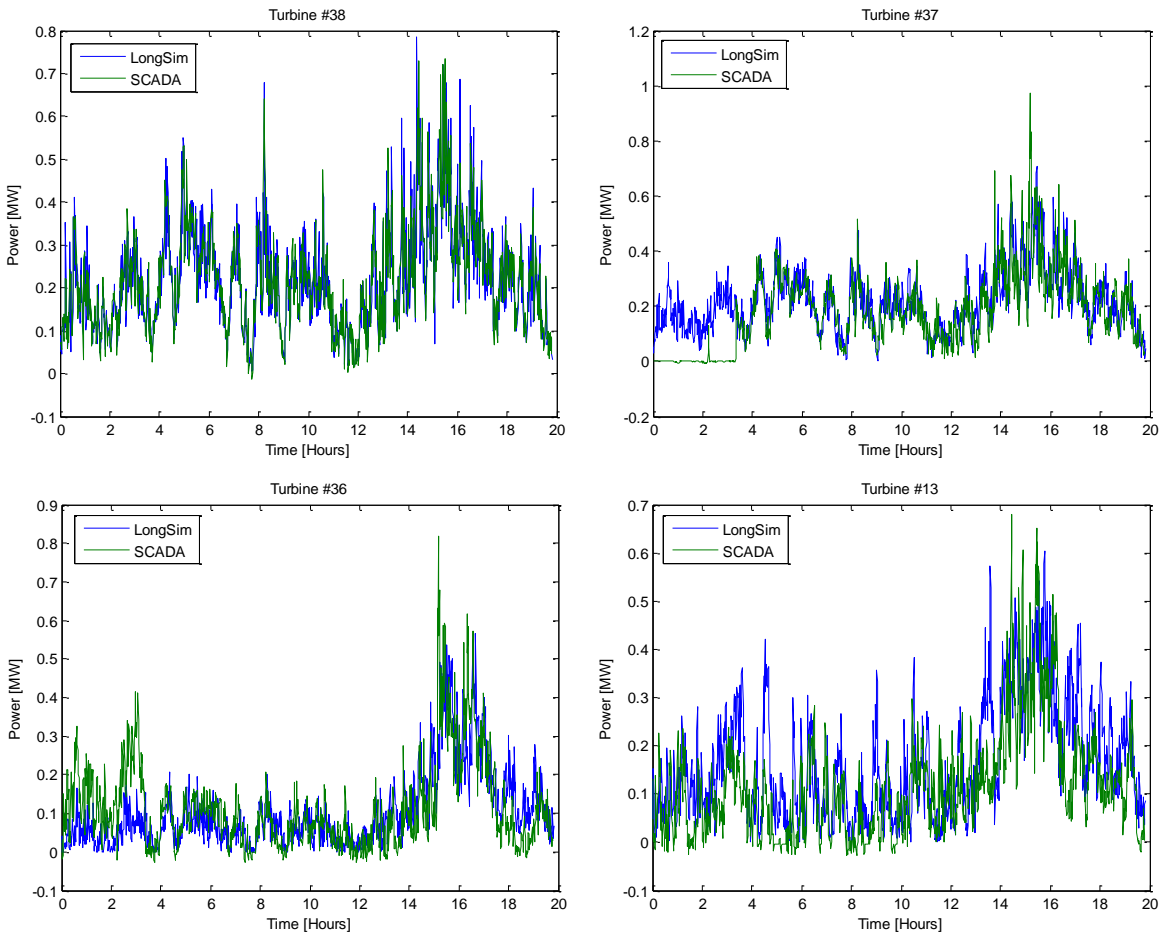 Turbine #38
0.8
0.7
0.6
0.5
0.4
0.3
0.2
0.1
0
-0.1
Power [MW]
LongSim
SCADA
0 2 4 6 8 10 12 14 16 18 20
Time [Hours]
Turbine #37
1.2
1
0.8
0.6
0.4
0.2
0
-0.2
Power [MW]
LongSim
SCADA
0 2 4 6 8 10 12 14 16 18 20
Time [Hours]
Turbine #36
0.9
0.8
0.7
0.6
0.5
0.4
0.3
0.2
0.1
0
-0.1
Power [MW]
LongSim
SCADA
0 2 4 6 8 10 12 14 16 18 20
Time [Hours]
Turbine #13
0.7
0.6
0.5
0.4
0.3
0.2
0.1
0
-0.1
Power [MW]
LongSim
SCADA
0 2 4 6 8 10 12 14 16 18 20
Time [Hours]